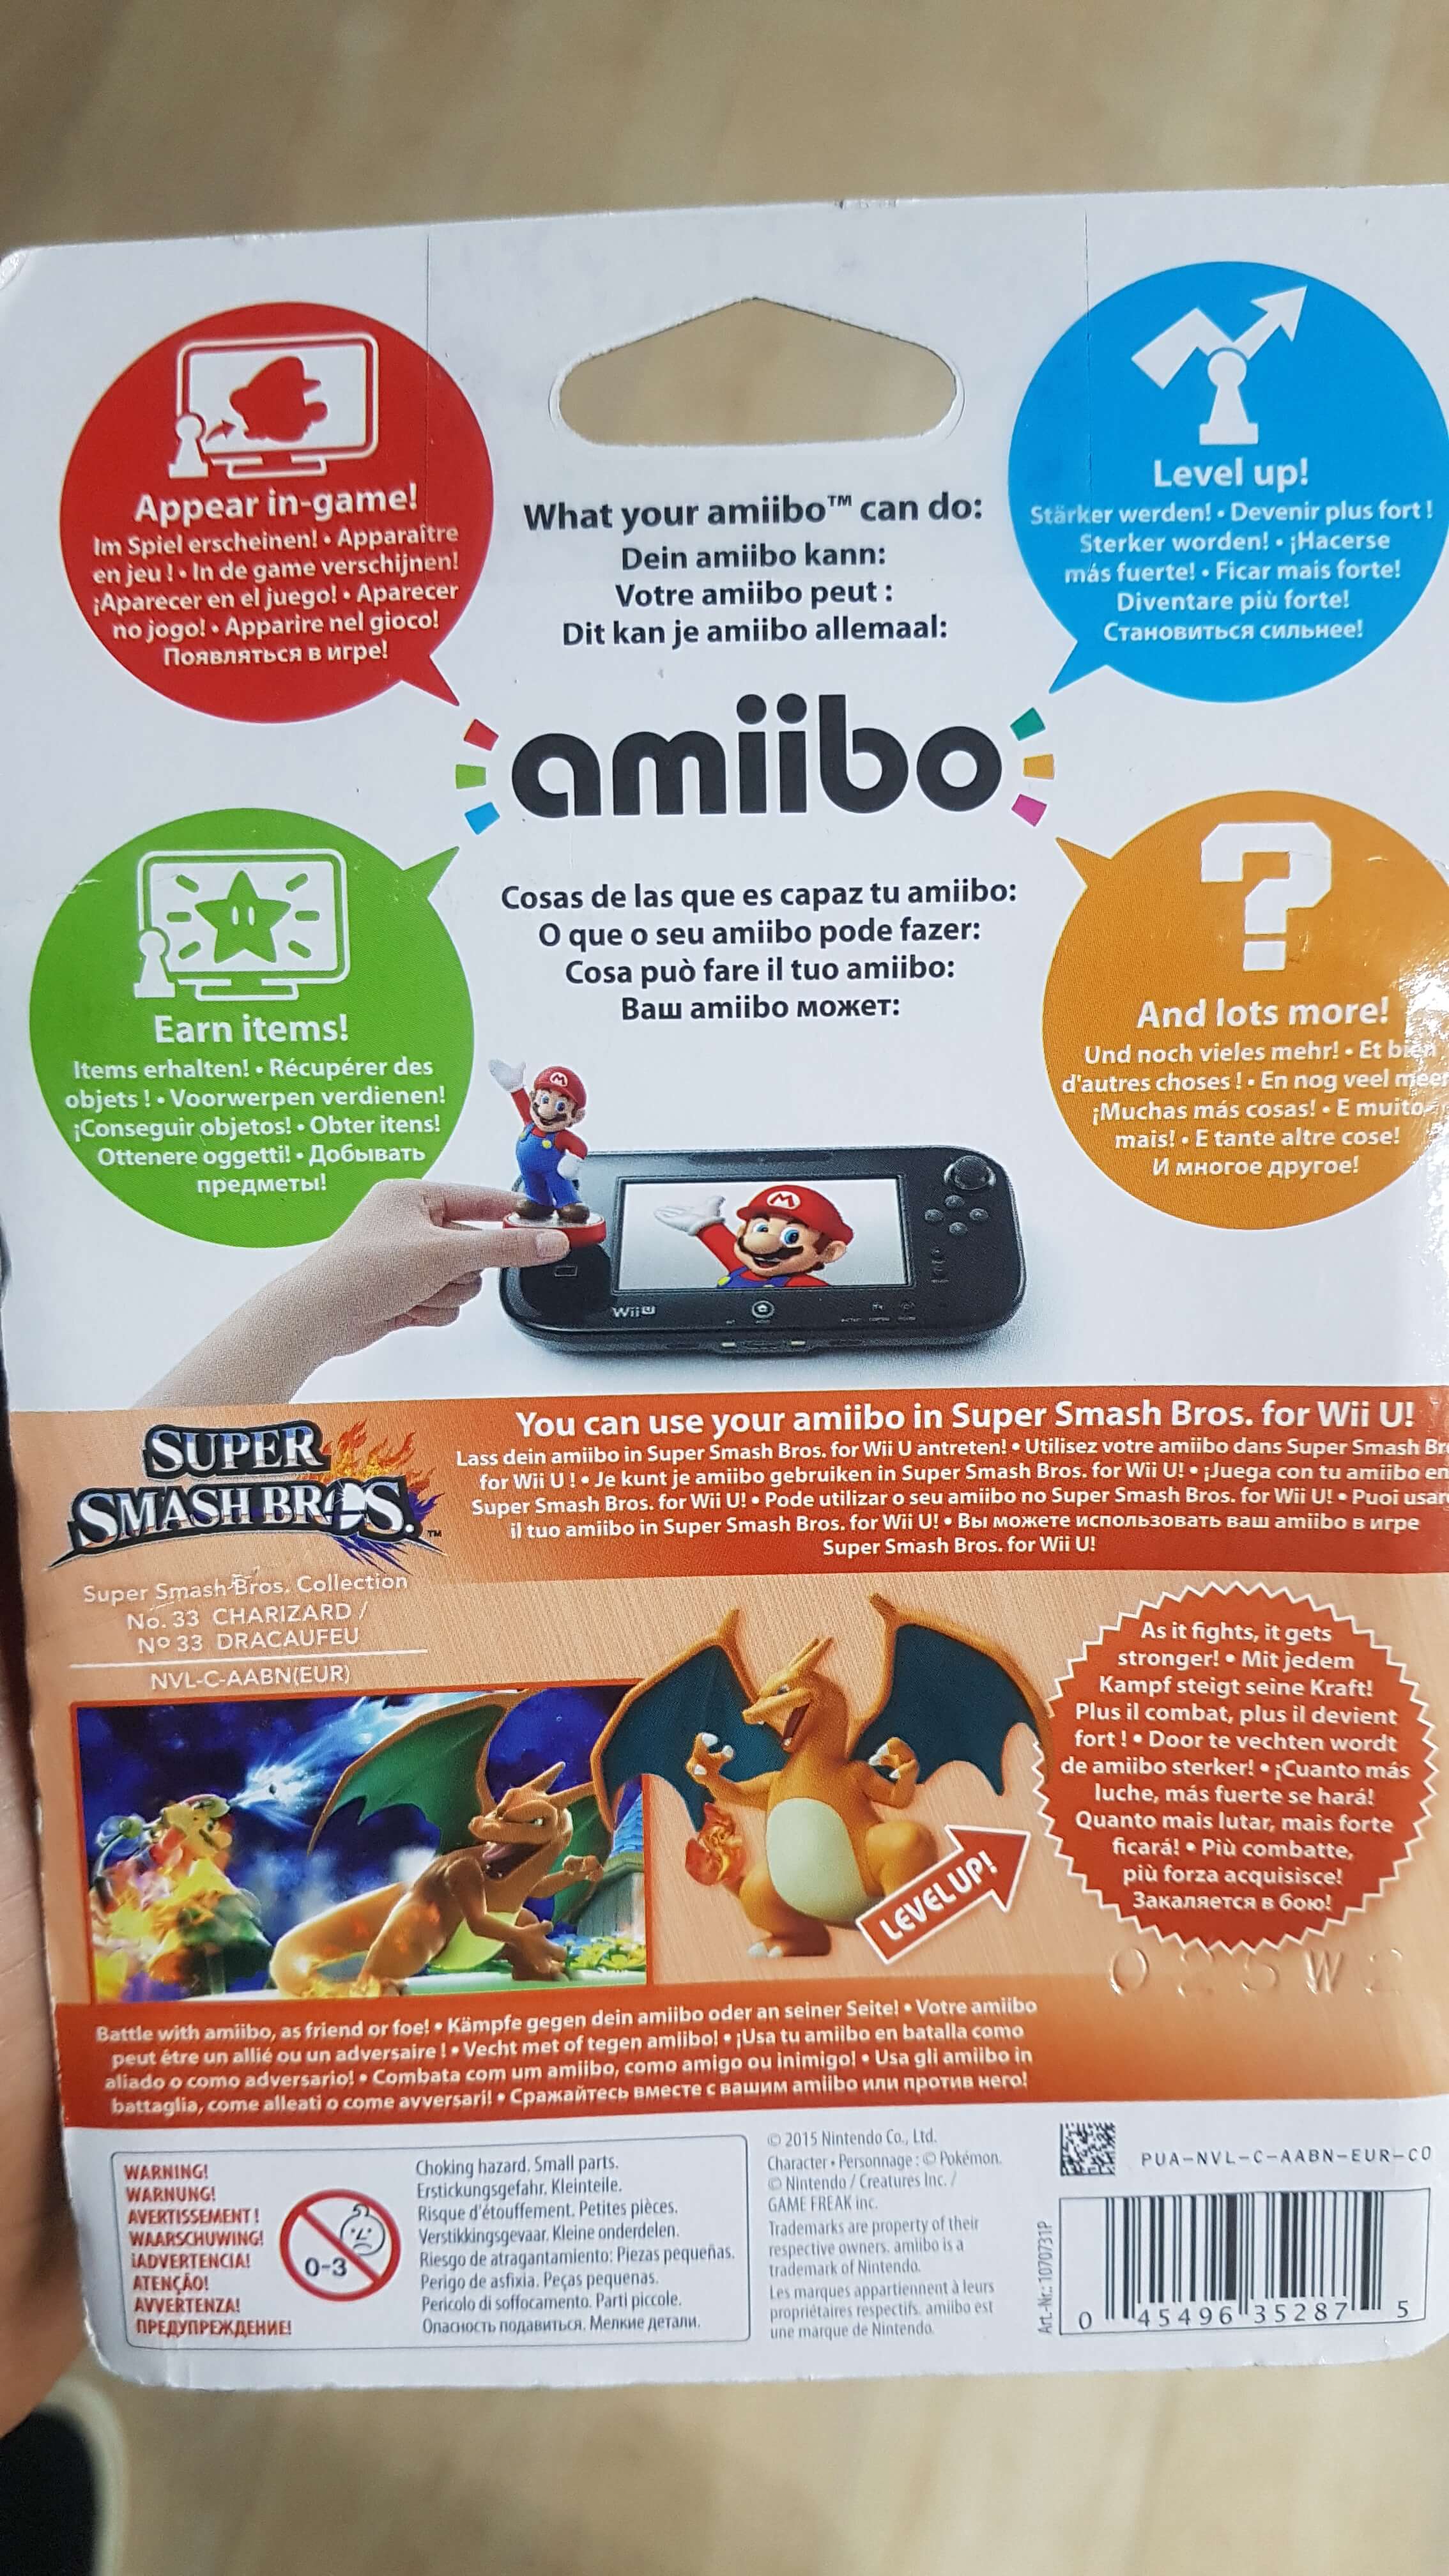 Appear in-game!
Im Spiel erscheinen! • Apparaître
en jeu ! • In de game verschijnen!
¡Aparecer en el juego! • Aparecer
no jogo! • Apparire nel gioco!
Появляться в игре!
What your amiibo™ can do:
Dein amiibo kann:
Votre amiibo peut :
Dit kan je amiibo allemaal:
Level up!
Stärker werden! • Devenir plus fort !
Sterker worden! • ¡Hacerse
más fuerte! • Ficar mais forte!
Diventare più forte!
Становиться сильнее!
amiibo
Earn items!
Items erhalten! • Récupérer des
objets ! • Voorwerpen verdienen!
¡Conseguir objetos! • Obter itens!
Ottenere oggetti! • Добывать
предметы!
Cosas de las que es capaz tu amiibo:
O que o seu amiibo pode fazer:
Cosa può fare il tuo amiibo:
Ваш amiibo может:
And lots more!
Und noch vieles mehr! • Et bien
d'autres choses ! • En nog veel meer
¡Muchas más cosas! • E muito
mais! • E tante altre cose!
И многое другое!
Wii U
SUPER
SMASH BROS.™
You can use your amiibo in Super Smash Bros. for Wii U!
Lass dein amiibo in Super Smash Bros. for Wii U antreten! • Utilisez votre amiibo dans Super Smash Br
for Wii U ! • Je kunt je amiibo gebruiken in Super Smash Bros. for Wii U! • ¡Juega con tu amiibo en
Super Smash Bros. for Wii U! • Pode utilizar o seu amiibo no Super Smash Bros. for Wii U! • Puoi usar
il tuo amiibo in Super Smash Bros. for Wii U! • Вы можете использовать ваш amiibo в игре
Super Smash Bros. for Wii U!
Super Smash Bros. Collection
No. 33 CHARIZARD /
Nº 33 DRACAUFEU
NVL-C-AABN(EUR)
LEVEL UP!
As it fights, it gets
stronger! • Mit jedem
Kampf steigt seine Kraft!
Plus il combat, plus il devient
fort ! • Door te vechten wordt
de amiibo sterker! • ¡Cuanto más
luche, más fuerte se hará!
Quanto mais lutar, mais forte
ficará! • Più combatte,
più forza acquisisce!
Закаляется в бою!
Battle with amiibo, as friend or foe! • Kämpfe gegen dein amiibo oder an seiner Seite! • Votre amiibo
peut être un allié ou un adversaire ! • Vecht met of tegen amiibo! • ¡Usa tu amiibo en batalla como
aliado o como adversario! • Combata com um amiibo, como amigo ou inimigo! • Usa gli amiibo in
battaglia, come alleati o come avversari! • Сражайтесь вместе с вашим amiibo или против него!
WARNING!
WARNUNG!
AVERTISSEMENT !
WAARSCHUWING!
¡ADVERTENCIA!
ATENÇÃO!
AVVERTENZA!
ПРЕДУПРЕЖДЕНИЕ!
0-3
Choking hazard. Small parts.
Erstickungsgefahr. Kleinteile.
Risque d'étouffement. Petites pièces.
Verstikkingsgevaar. Kleine onderdelen.
Riesgo de atragantamiento: Piezas pequeñas.
Perigo de asfixia. Peças pequenas.
Pericolo di soffocamento. Parti piccole.
Опасность подавиться. Мелкие детали.
© 2015 Nintendo Co., Ltd.
Character • Personnage : © Pokémon.
© Nintendo / Creatures Inc. /
GAME FREAK inc.
Trademarks are property of their
respective owners. amiibo is a
trademark of Nintendo.
Les marques appartiennent à leurs
propriétaires respectifs. amiibo est
une marque de Nintendo.
PUA-NVL-C-AABN-EUR-C0
Art.-Nr.: 1070731P
0 45496 35287 5